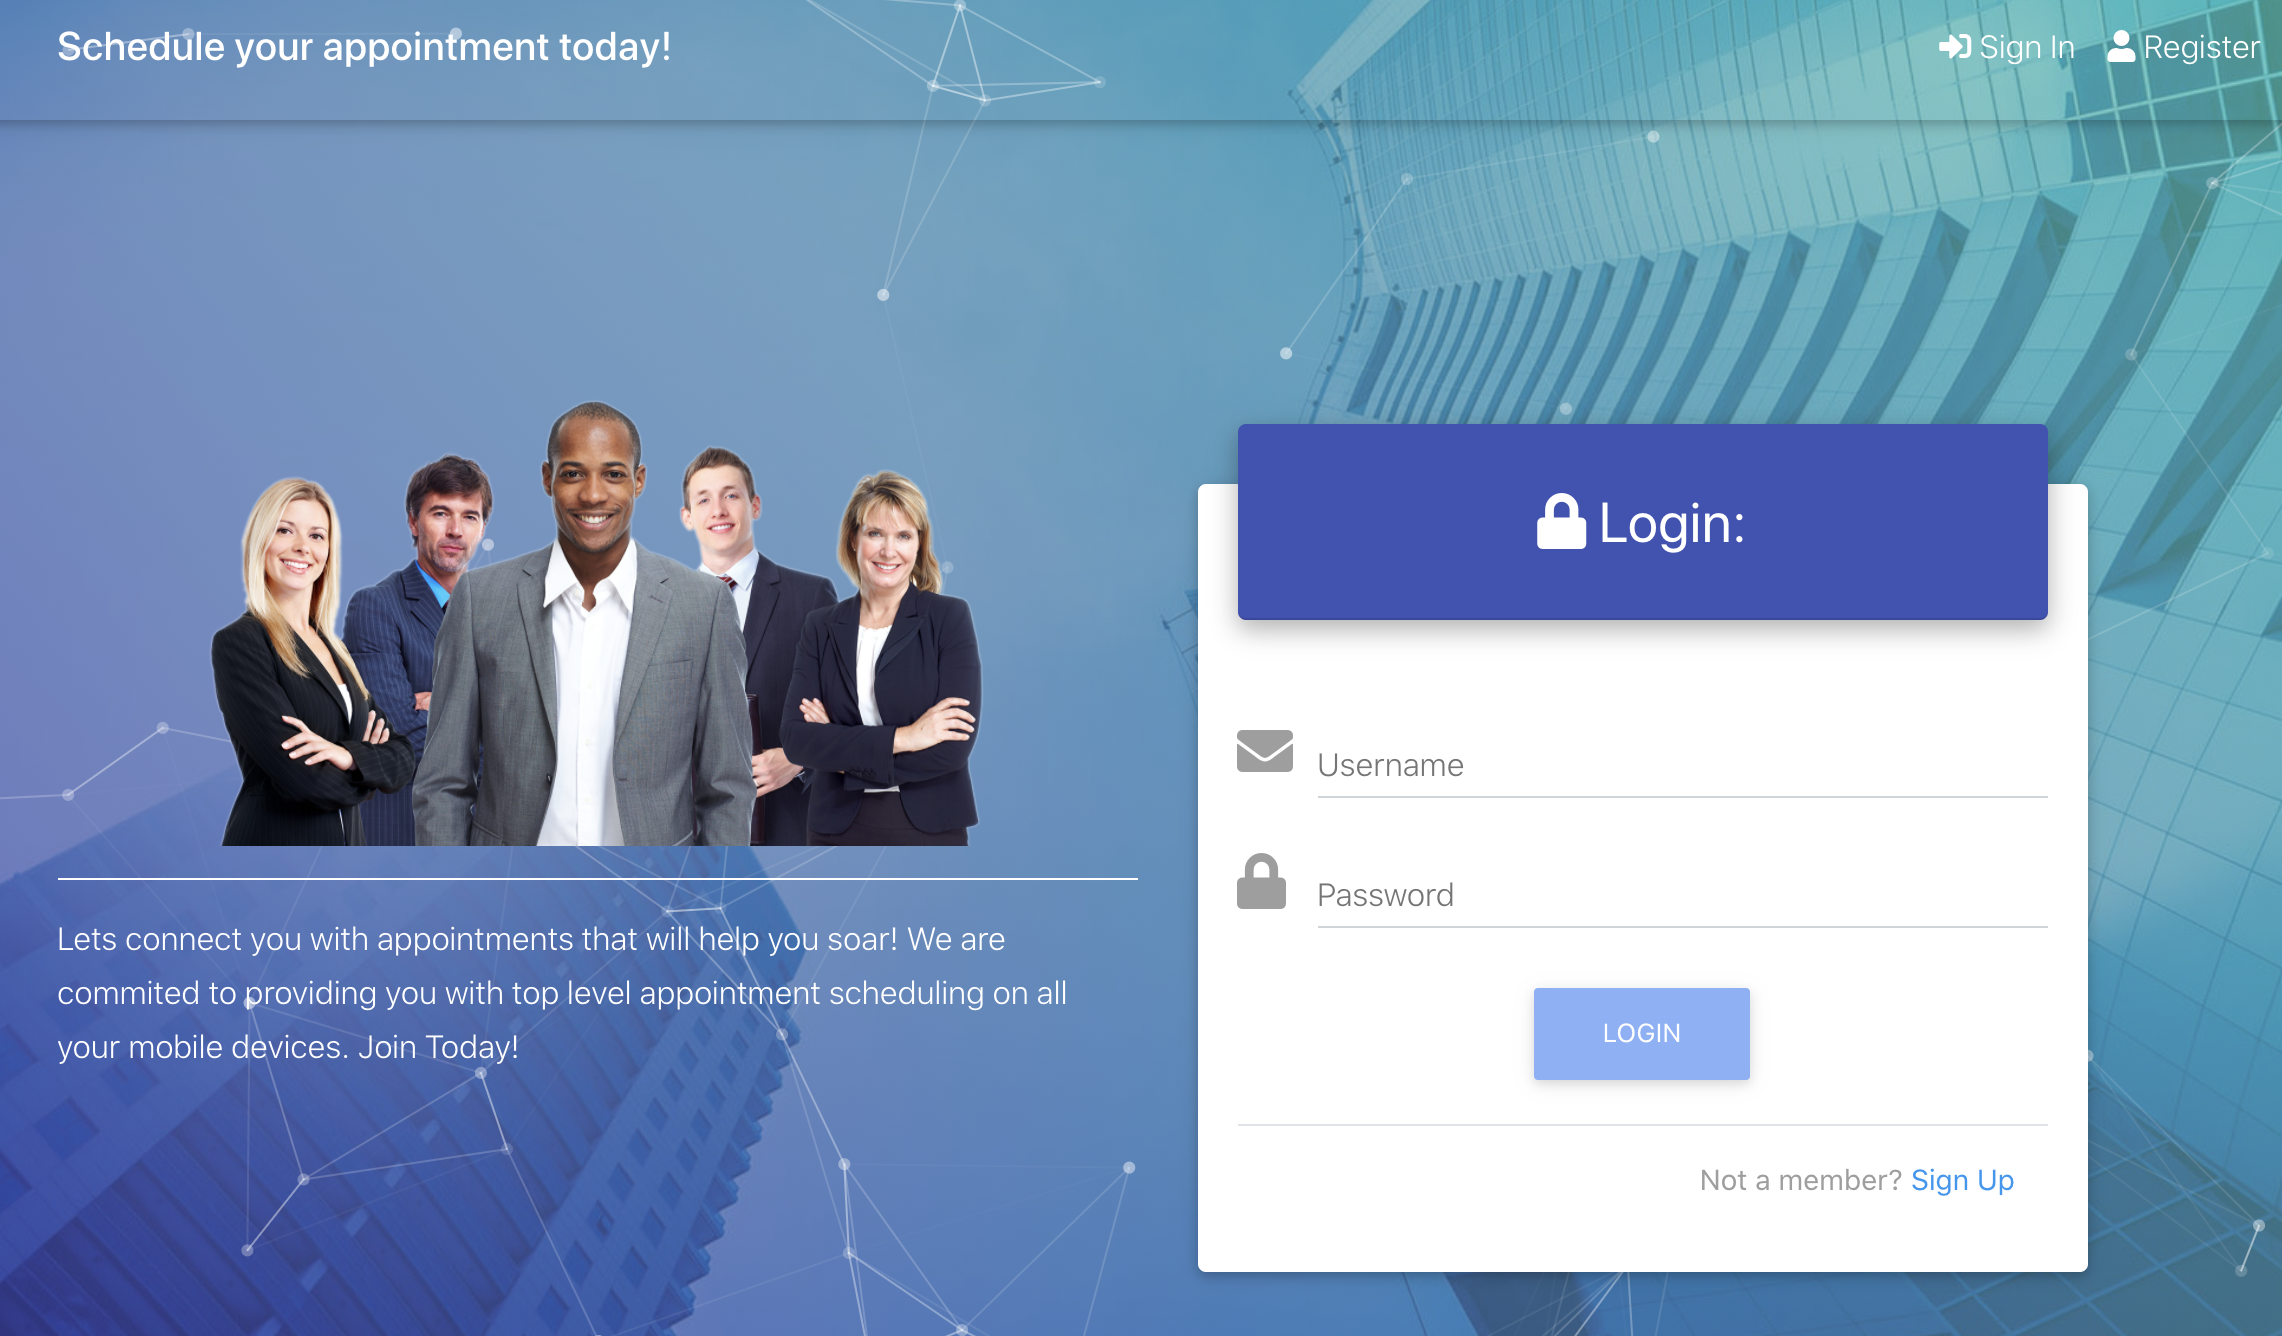 Schedule your appointment today!
Sign In
Register
Lets connect you with appointments that will help you soar! We are
commited to providing you with top level appointment scheduling on all
your mobile devices. Join Today!
Login:
Username
Password
LOGIN
Not a member? Sign Up